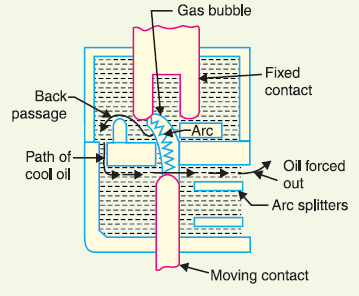 Gas bubble
Fixed
contact
Back
passage
Arc
Path of
cool oil
Oil forced
out
Arc splitters
Moving contact